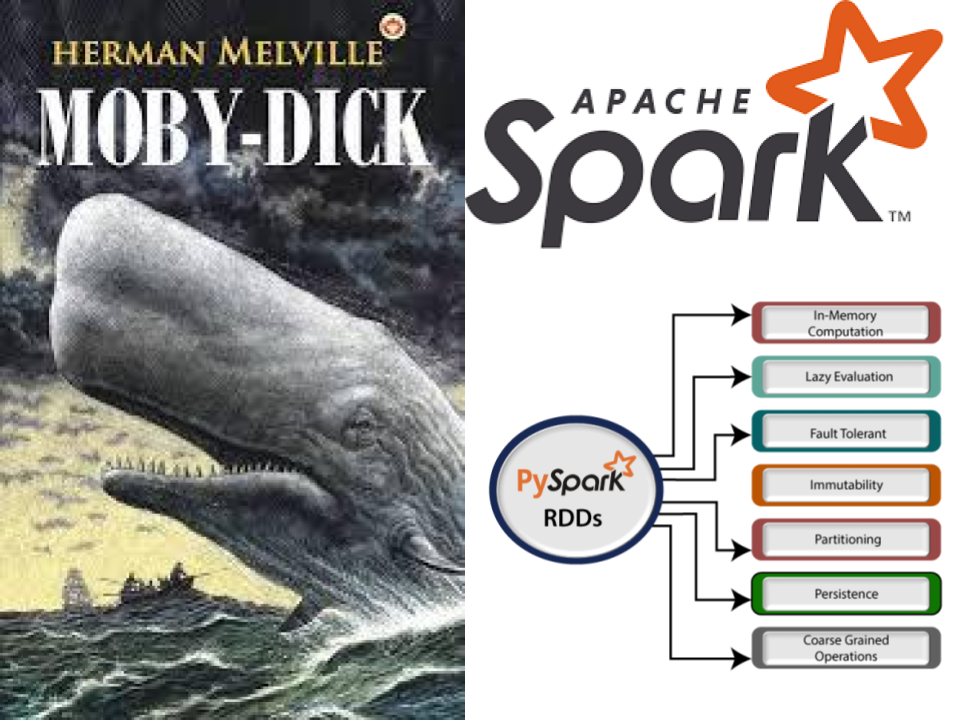 HERMAN MELVILLE
MOBY-DICK
APACHE
Spark
TM
PySpark
RDDs
In-Memory
Computation
Lazy Evaluation
Fault Tolerant
Immutability
Partitioning
Persistence
Coarse Grained
Operations